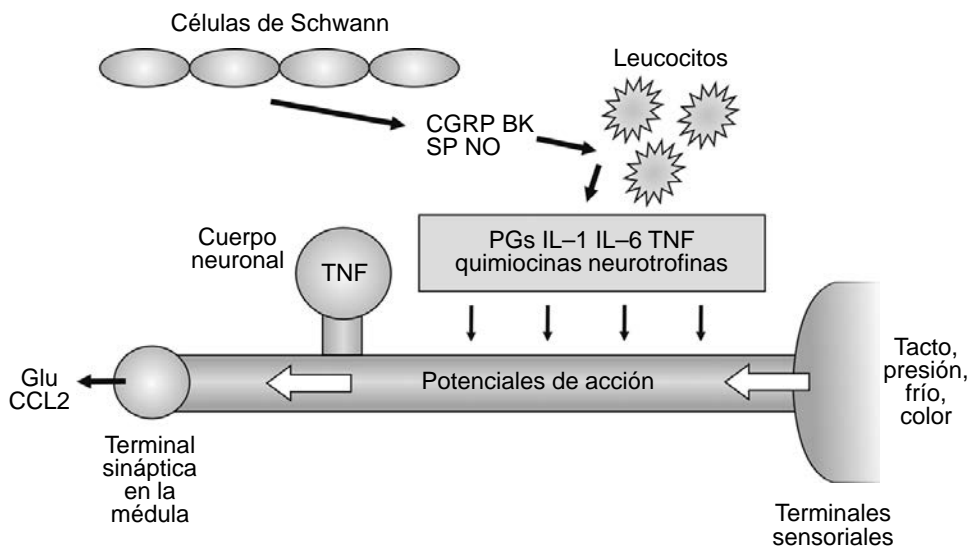 Células de Schwann
Leucocitos
CGRP BK
SP NO
PGs IL–1 IL–6 TNF
quimiocinas neurotrofinas
Cuerpo
neuronal
TNF
Potenciales de acción
Tacto,
presión,
frío,
color
Glu
CCL2
Terminal
sináptica
en la
médula
Terminales
sensoriales